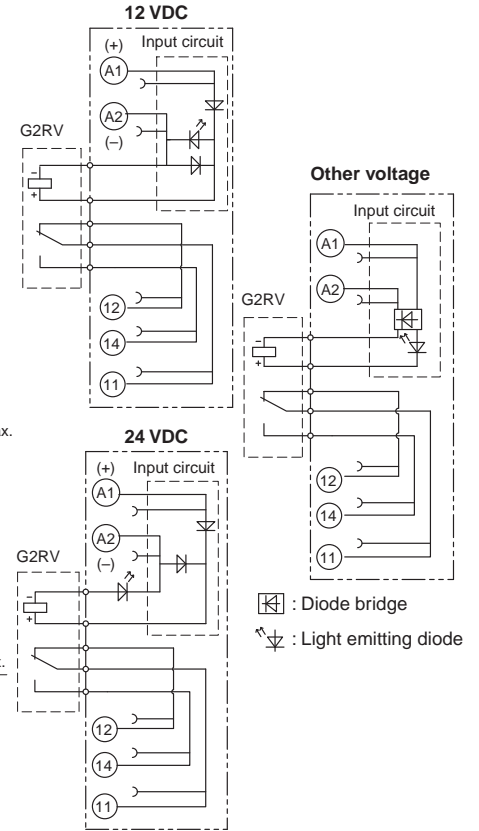 12 VDC
(+) Input circuit
A1
A2
(–)
G2RV
–
+
12
14
11
Other voltage
Input circuit
A1
A2
G2RV
–
+
12
14
11
x.
24 VDC
(+) Input circuit
A1
A2
(–)
G2RV
–
+
12
14
11
: Diode bridge
: Light emitting diode